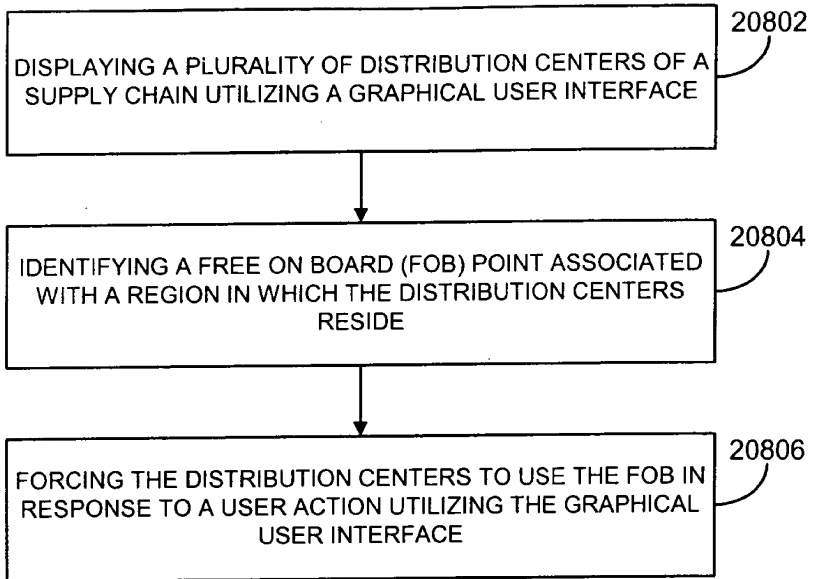 20802
DISPLAYING A PLURALITY OF DISTRIBUTION CENTERS OF A
SUPPLY CHAIN UTILIZING A GRAPHICAL USER INTERFACE
20804
IDENTIFYING A FREE ON BOARD (FOB) POINT ASSOCIATED
WITH A REGION IN WHICH THE DISTRIBUTION CENTERS
RESIDE
20806
FORCING THE DISTRIBUTION CENTERS TO USE THE FOB IN
RESPONSE TO A USER ACTION UTILIZING THE GRAPHICAL
USER INTERFACE